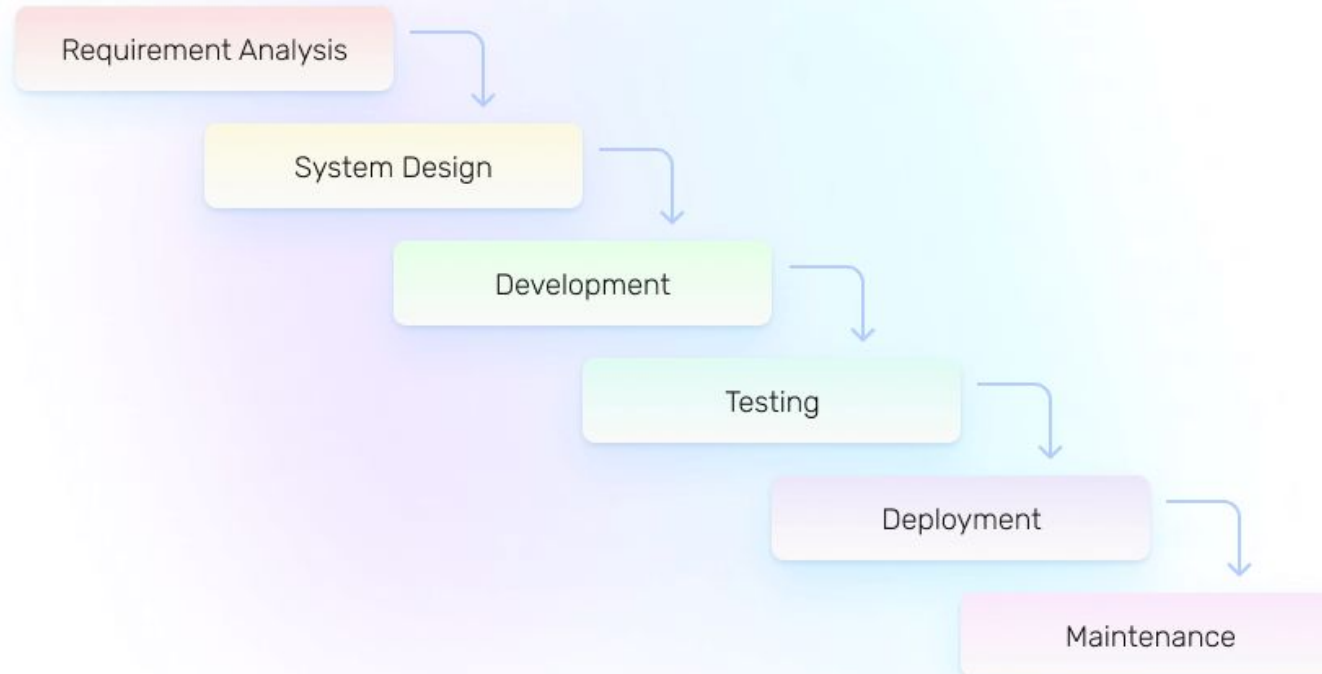 Requirement Analysis
System Design
Development
Testing
Deployment
Maintenance